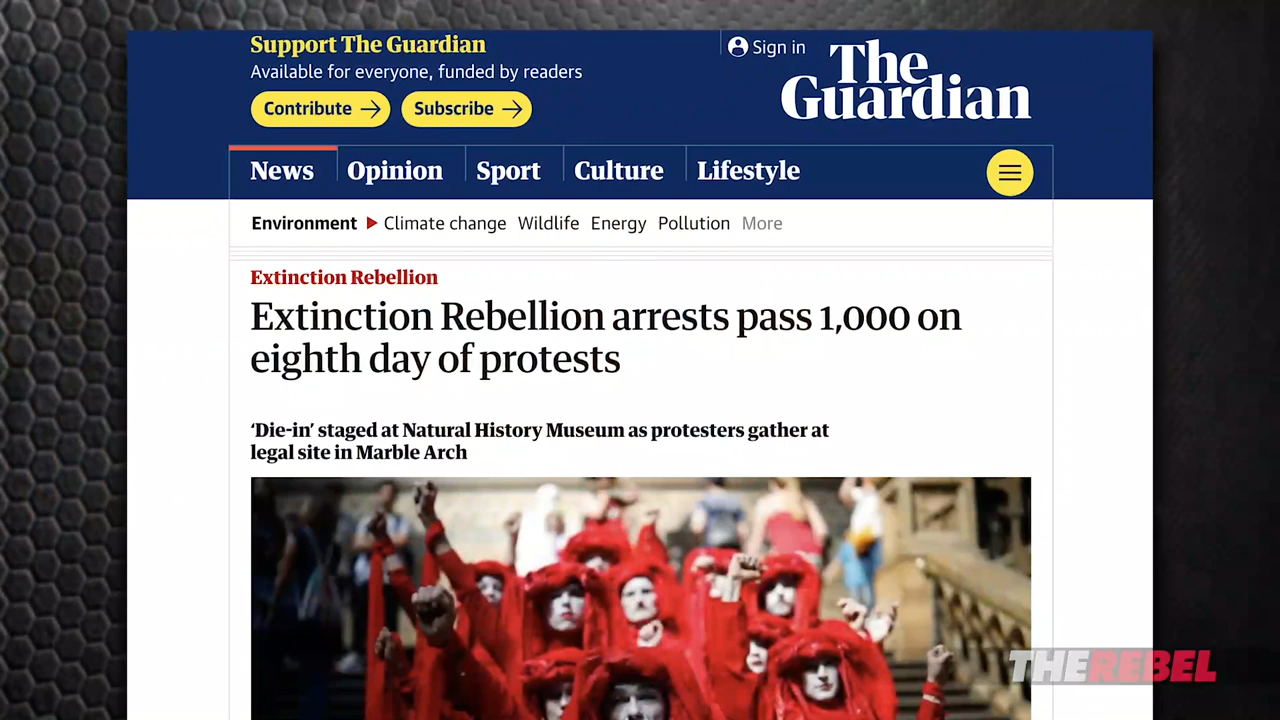 Support The Guardian
Available for everyone, funded by readers
Contribute
Subscribe
Sign in
The
Guardian
News
Opinion
Sport
Culture
Lifestyle
Environment
Climate change
Wildlife
Energy
Pollution
More
Extinction Rebellion
Extinction Rebellion arrests pass 1,000 on
eighth day of protests
‘Die-in’ staged at Natural History Museum as protesters gather at
legal site in Marble Arch
THE REBEL